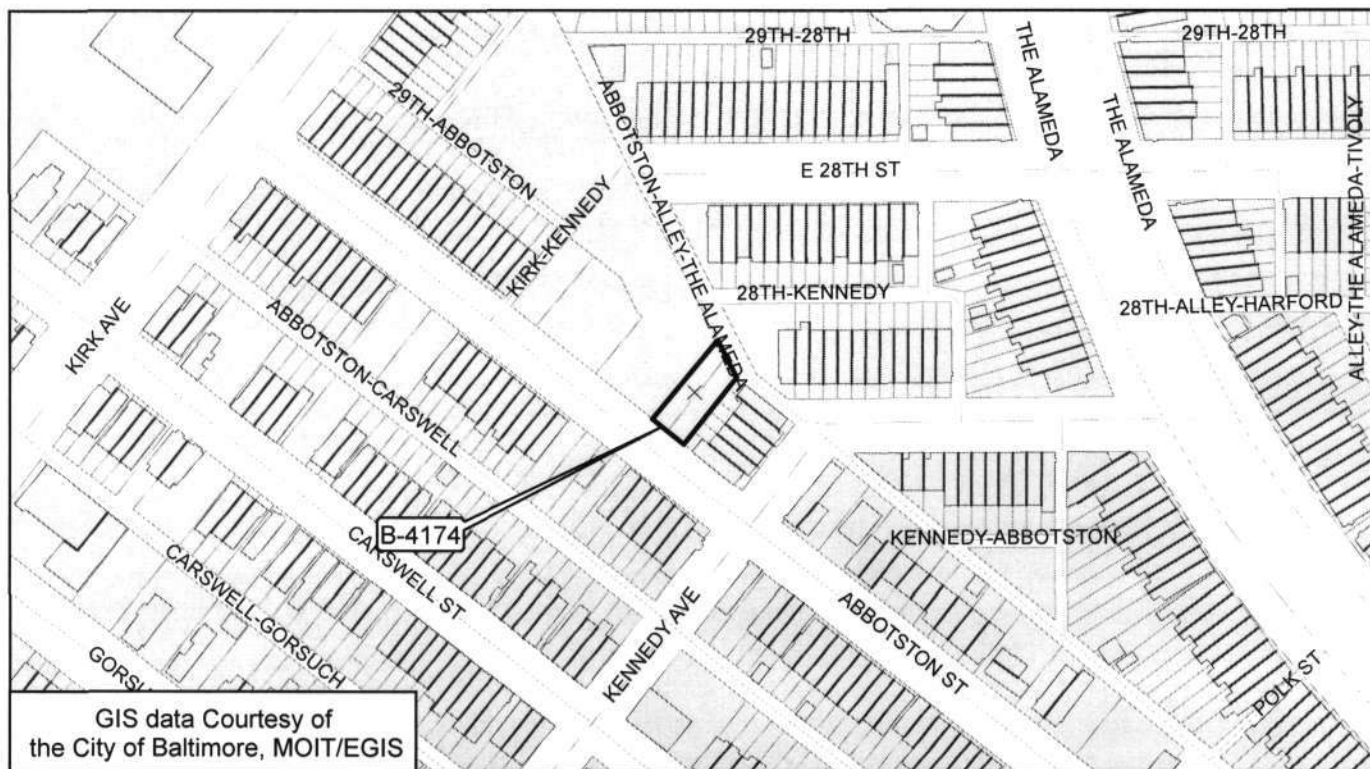 29TH-28TH
29TH-28TH
THE ALAMEDA
THE ALAMEDA
29TH-ABBOTSTON
ABBOTSTON-ALLEY-THE ALAMEDA
ALLEY-THE ALAMEDA-TIVOLY
E 28TH ST
KIRK-KENNEDY
28TH-KENNEDY
28TH-ALLEY-HARFORD
KIRK AVE
ABBOTSTON-CARSWELL
B-4174
CARSWELL ST
KENNEDY-ABBOTSTON
CARSWELL-GORSUCH
KENNEDY AVE
ABBOTSTON ST
POLK ST
GIS data Courtesy of
the City of Baltimore, MOIT/EGIS